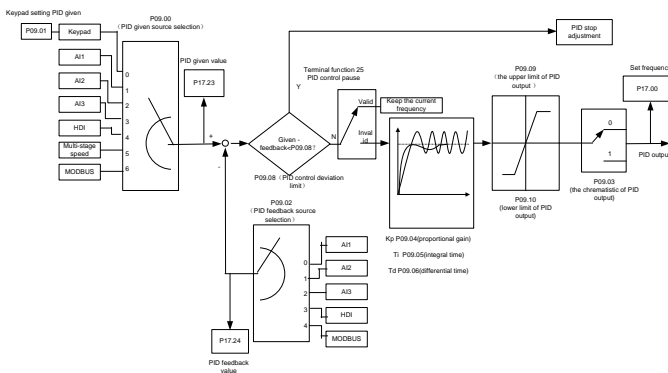 Keypad setting PID given
P09.01
Keypad
AI1
AI2
AI3
HDI
Multi-stage
speed
MODBUS
P09.00
(PID given source selection)
0
1
2
3
4
5
6
PID given value
P17.23
+
-
Given -
feedback<P09.08?
Y
N
P09.08 (PID control deviation
limit)
Terminal function 25
PID control pause
Valid
Inval
id
Keep the current
frequency
PID stop
adjustment
Kp P09.04(proportional gain)
Ti P09.05(integral time)
Td P09.06(differential time)
P09.09
(the upper limit of PID
output )
P09.10
(lower limit of PID
output)
0
1
P09.03
(the chrematistic of PID
output)
Set frequenc
P17.00
PID outpu
P09.02
(PID feedback source
selection)
0
1
2
3
4
AI1
AI2
AI3
HDI
MODBUS
P17.24
PID feedback
value